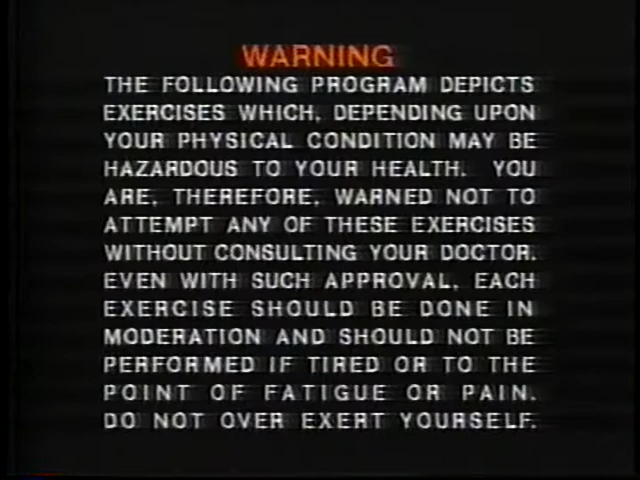 WARNING
THE FOLLOWING PROGRAM DEPICTS
EXERCISES WHICH, DEPENDING UPON
YOUR PHYSICAL CONDITION MAY BE
HAZARDOUS TO YOUR HEALTH. YOU
ARE, THEREFORE, WARNED NOT TO
ATTEMPT ANY OF THESE EXERCISES
WITHOUT CONSULTING YOUR DOCTOR.
EVEN WITH SUCH APPROVAL, EACH
EXERCISE SHOULD BE DONE IN
MODERATION AND SHOULD NOT BE
PERFORMED IF TIRED OR TO THE
POINT OF FATIGUE OR PAIN.
DO NOT OVER EXERT YOURSELF.